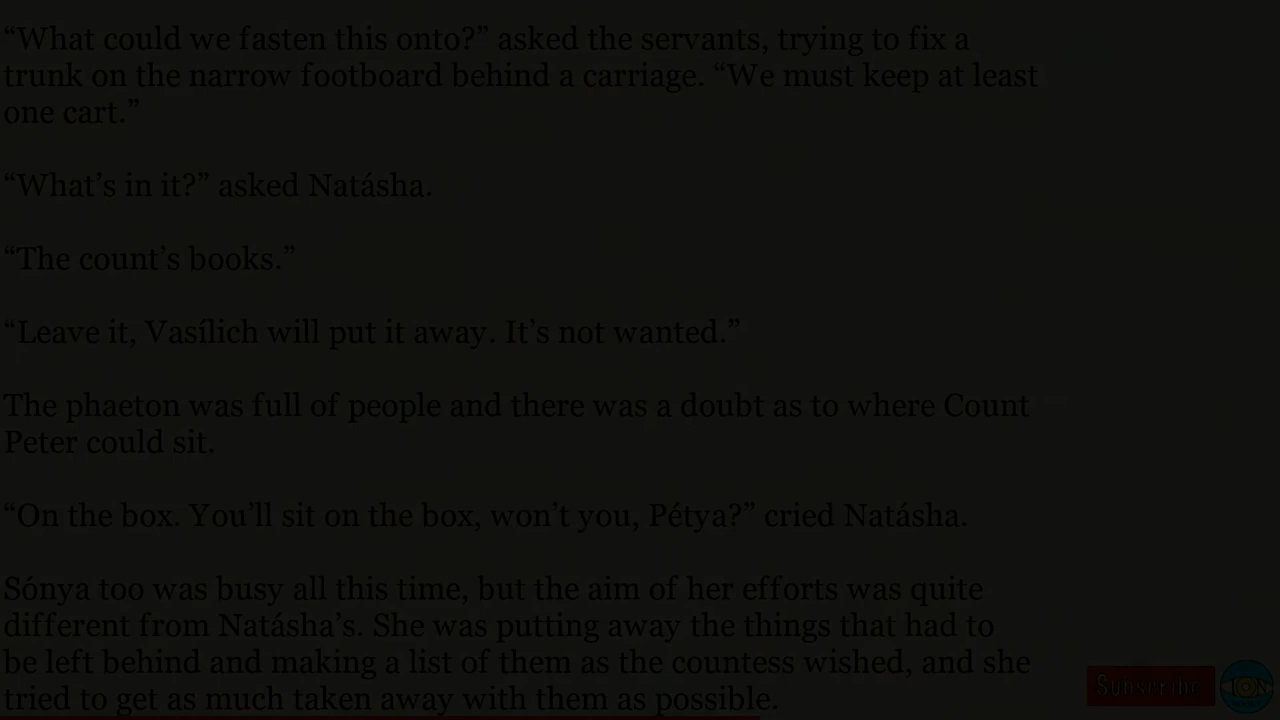 “What could we fasten this onto?” asked the servants, trying to fix a
trunk on the narrow footboard behind a carriage. “We must keep at least
one cart.”
“What’s in it?” asked Natásha.
“The count’s books.”
“Leave it, Vasílich will put it away. It’s not wanted.”
The phaeton was full of people and there was a doubt as to where Count
Peter could sit.
“On the box. You’ll sit on the box, won’t you, Pétya?” cried Natásha.
Sónya too was busy all this time, but the aim of her efforts was quite
different from Natásha’s. She was putting away the things that had to
be left behind and making a list of them as the countess wished, and she
tried to get as much taken away with them as possible.
Subscribe